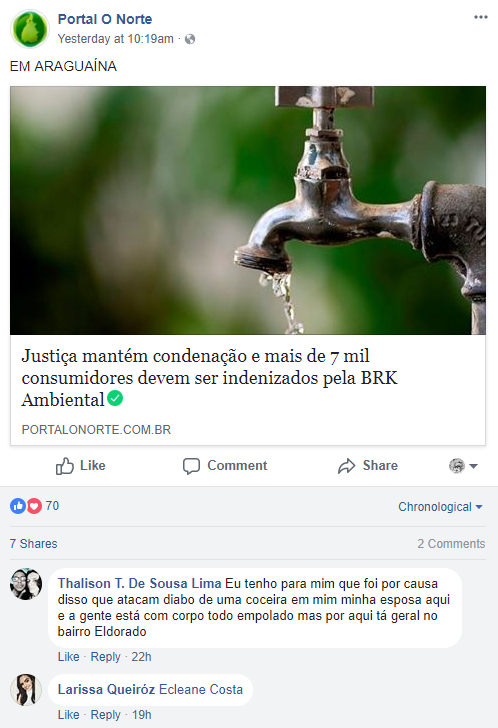 Portal O Norte
Yesterday at 10:19am ·
EM ARAGUAÍNA
Justiça mantém condenação e mais de 7 mil
consumidores devem ser indenizados pela BRK
Ambiental
PORTALONORTE.COM.BR
Like Comment Share
70 Chronological
7 Shares 2 Comments
Thalison T. De Sousa Lima Eu tenho para mim que foi por causa
disso que atacam diabo de uma coceira em mim minha esposa aqui
e a gente está com corpo todo empolado mas por aqui tá geral no
bairro Eldorado
Like · Reply · 22h
Larissa Queiróz Ecleane Costa
Like · Reply · 19h